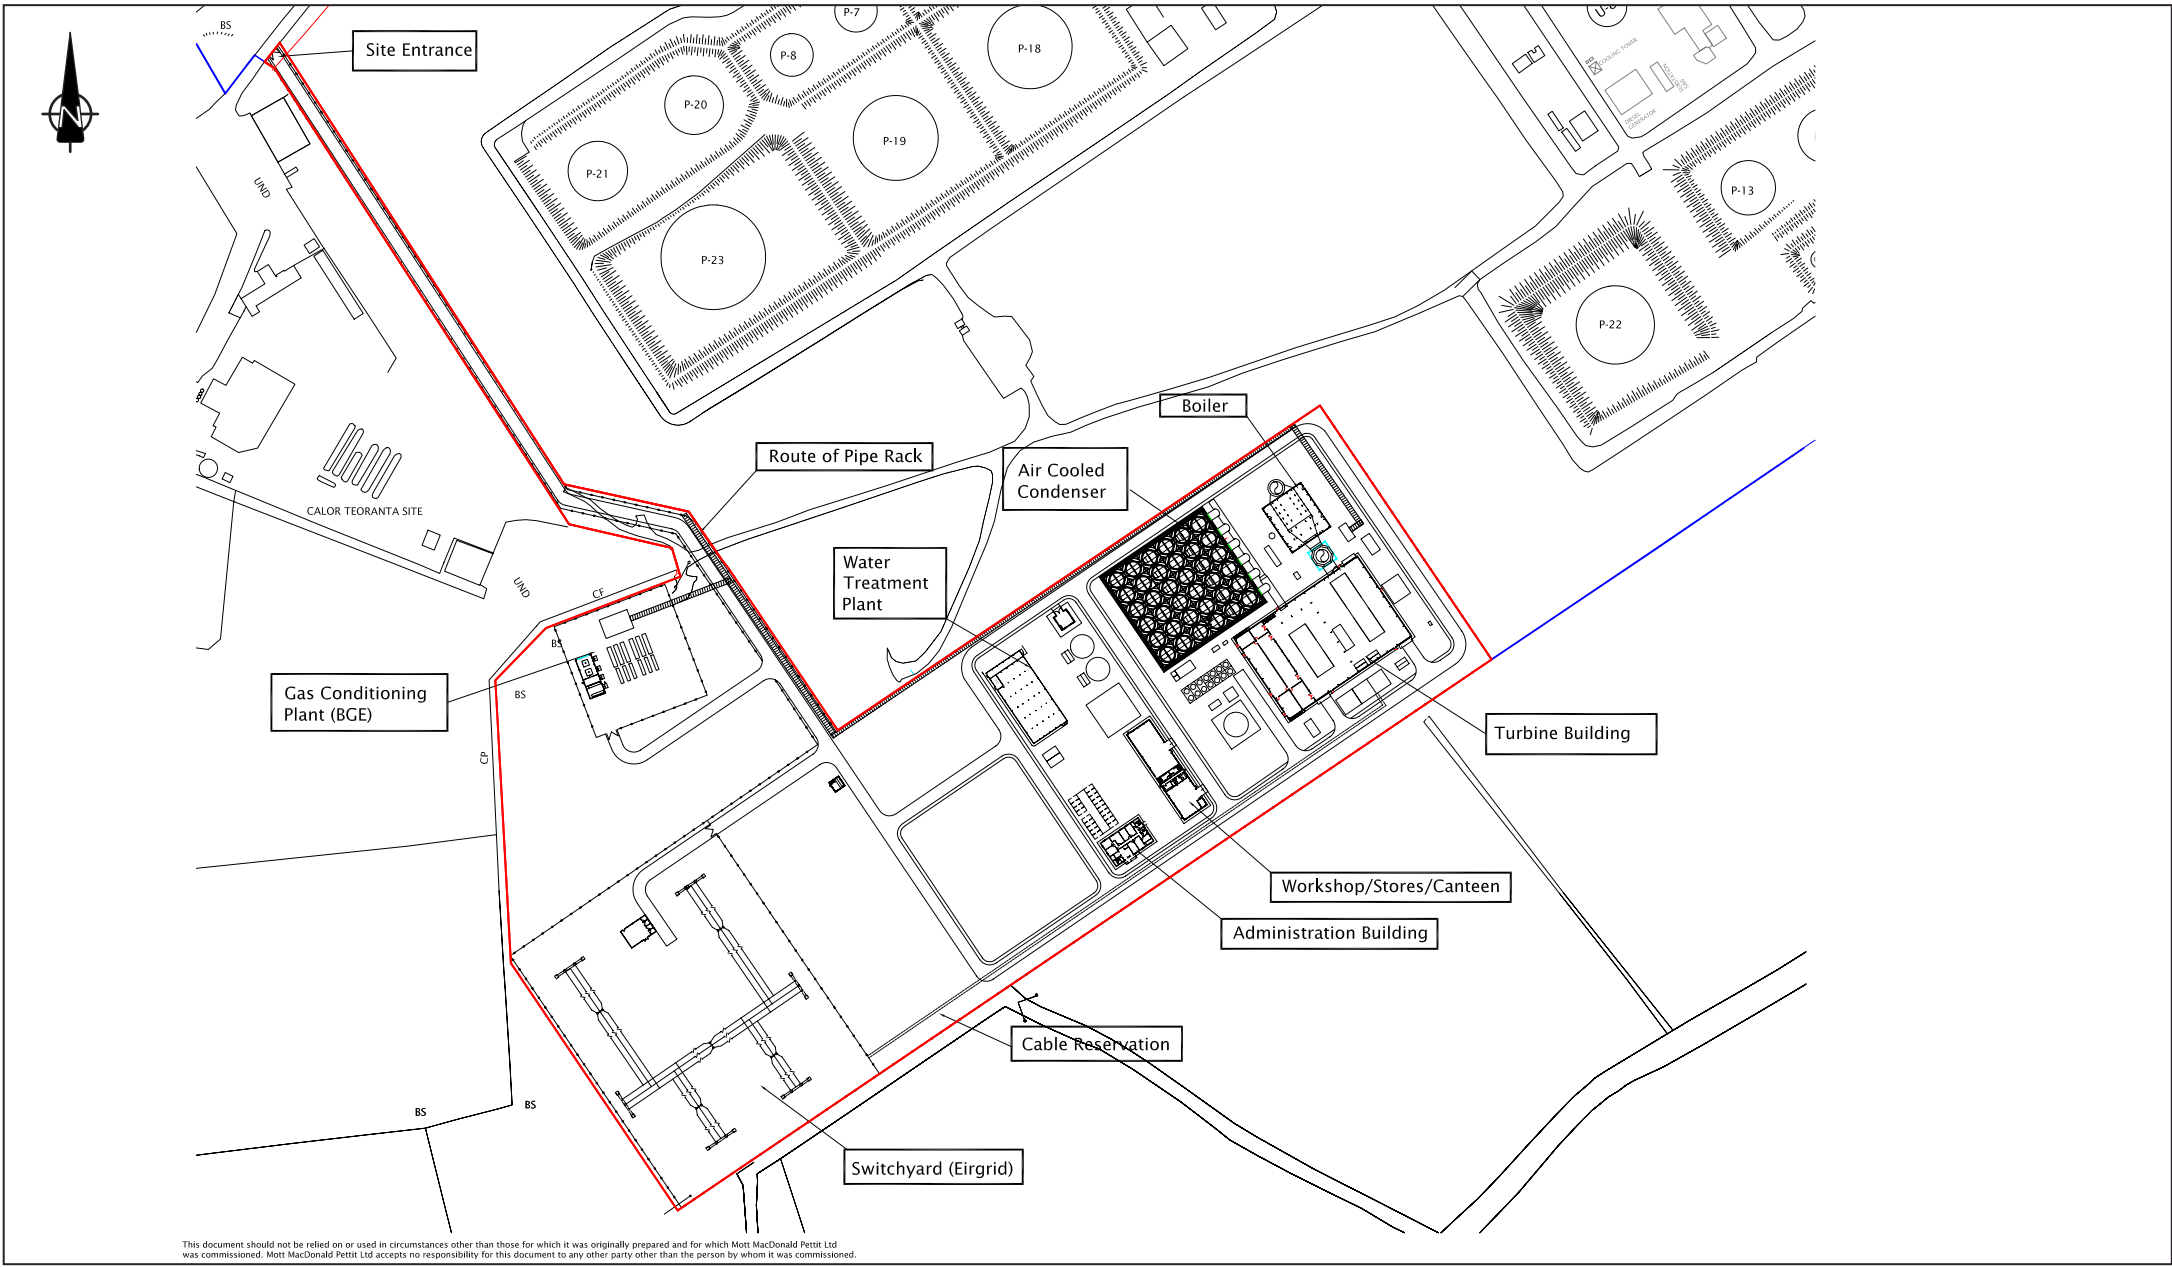 BS
Site Entrance
N
P-7
P-8
P-18
COOLING TOWER
DIESEL
GENERATOR
P-20
P-19
P-21
P-13
UND
P-23
P-22
Boiler
Route of Pipe Rack
Air Cooled
Condenser
CALOR TEORANTA SITE
Water
Treatment
Plant
UND
CF
BS
BS
Gas Conditioning
Plant (BGE)
Turbine Building
CP
Workshop/Stores/Canteen
Administration Building
Cable Reservation
BS
BS
Switchyard (Eirgrid)
This document should not be relied on or used in circumstances other than those for which it was originally prepared and for which Mott MacDonald Pettit Ltd
was commissioned. Mott MacDonald Pettit Ltd accepts no responsibility for this document to any other party other than the person by whom it was commissioned.